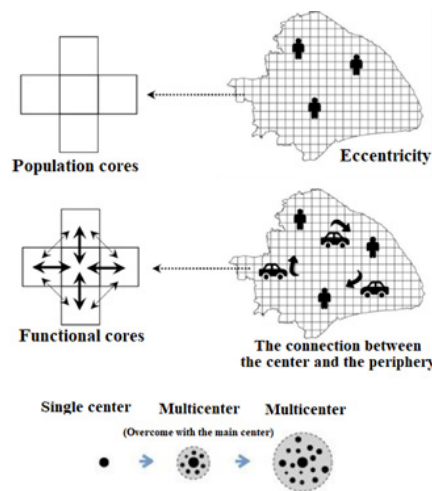 Population cores
Eccentricity
Functional cores
The connection between
the center and the periphery
Single center
Multicenter
Multicenter
(Overcome with the main center)